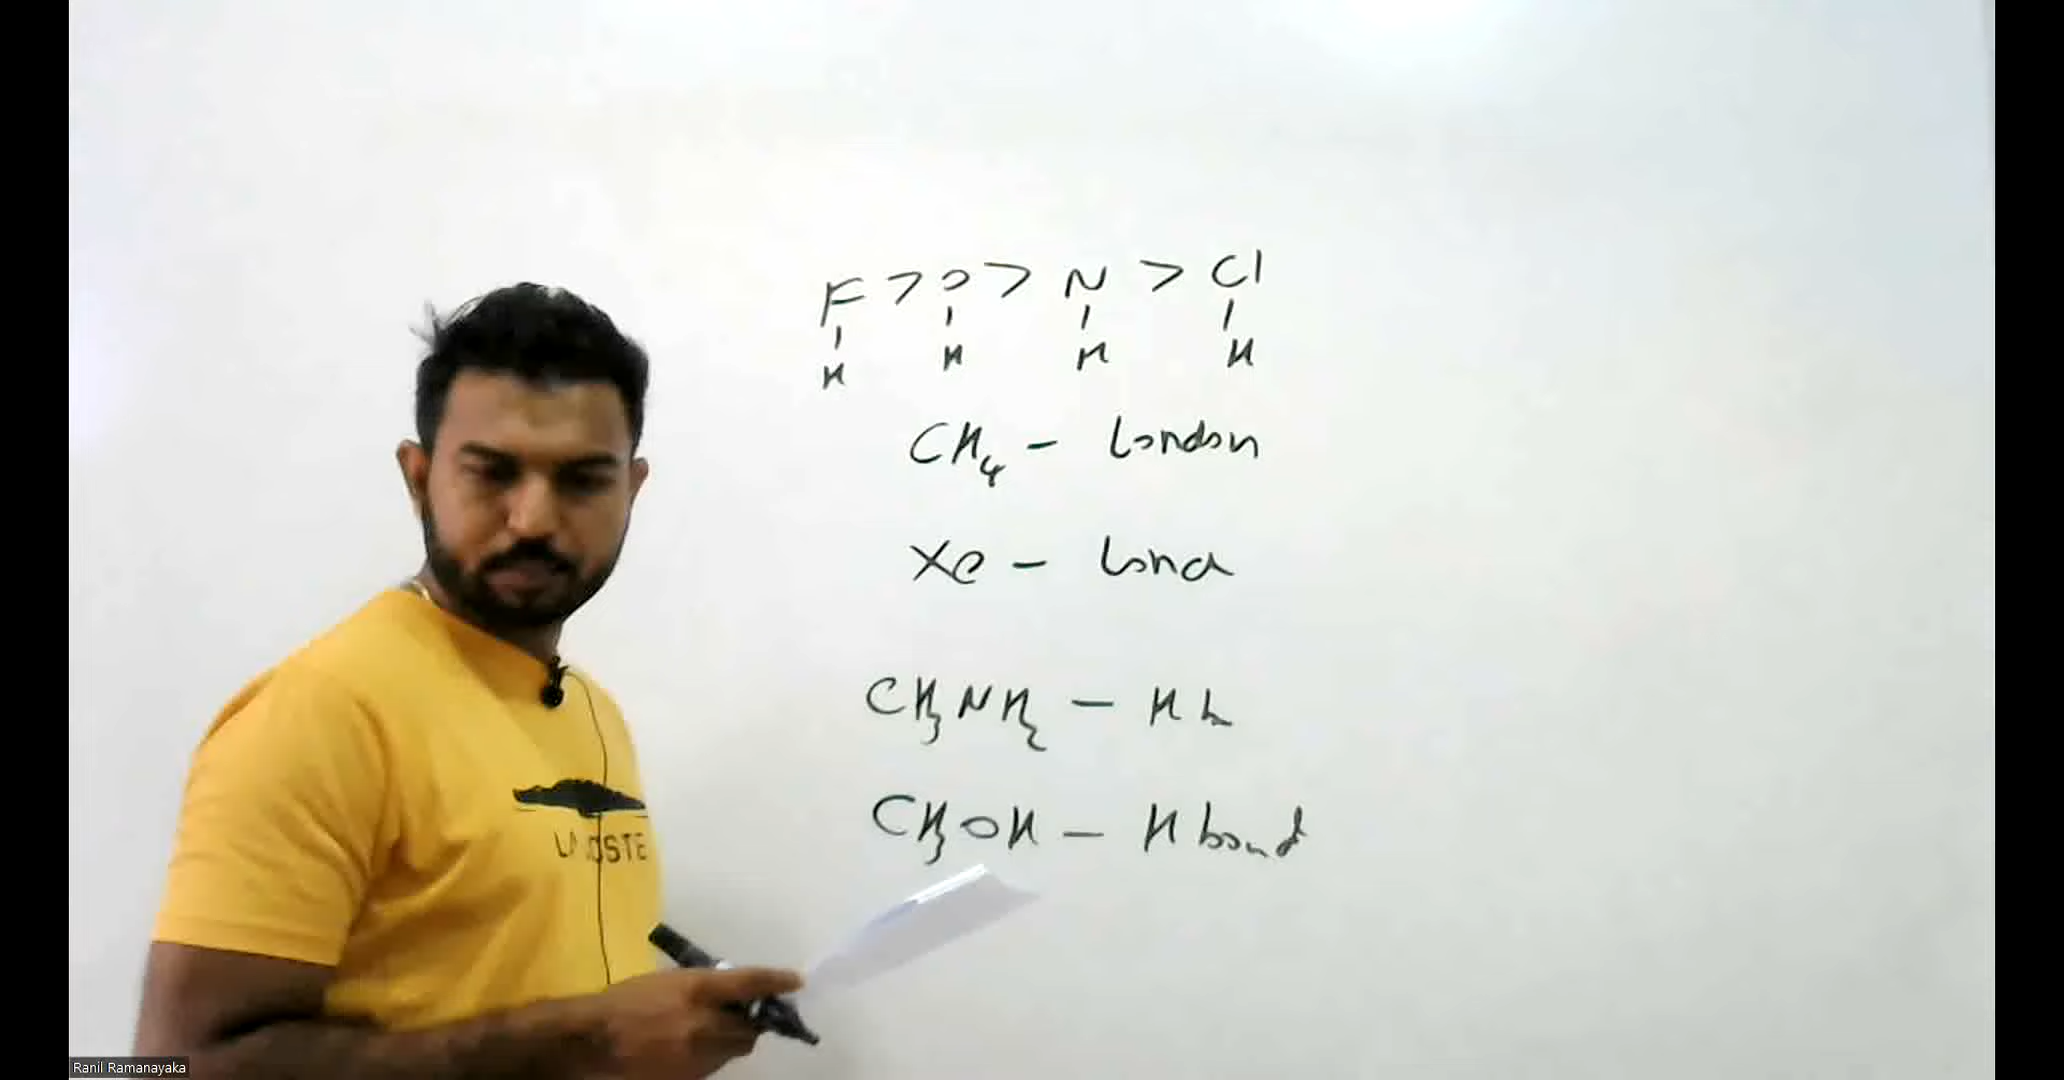 F > O > N > Cl
H H H H
CH4 - London
Xe - Lond
CH3NH2 - H b
CH3OH - H bond
LACOSTE
Ranil Ramanayaka